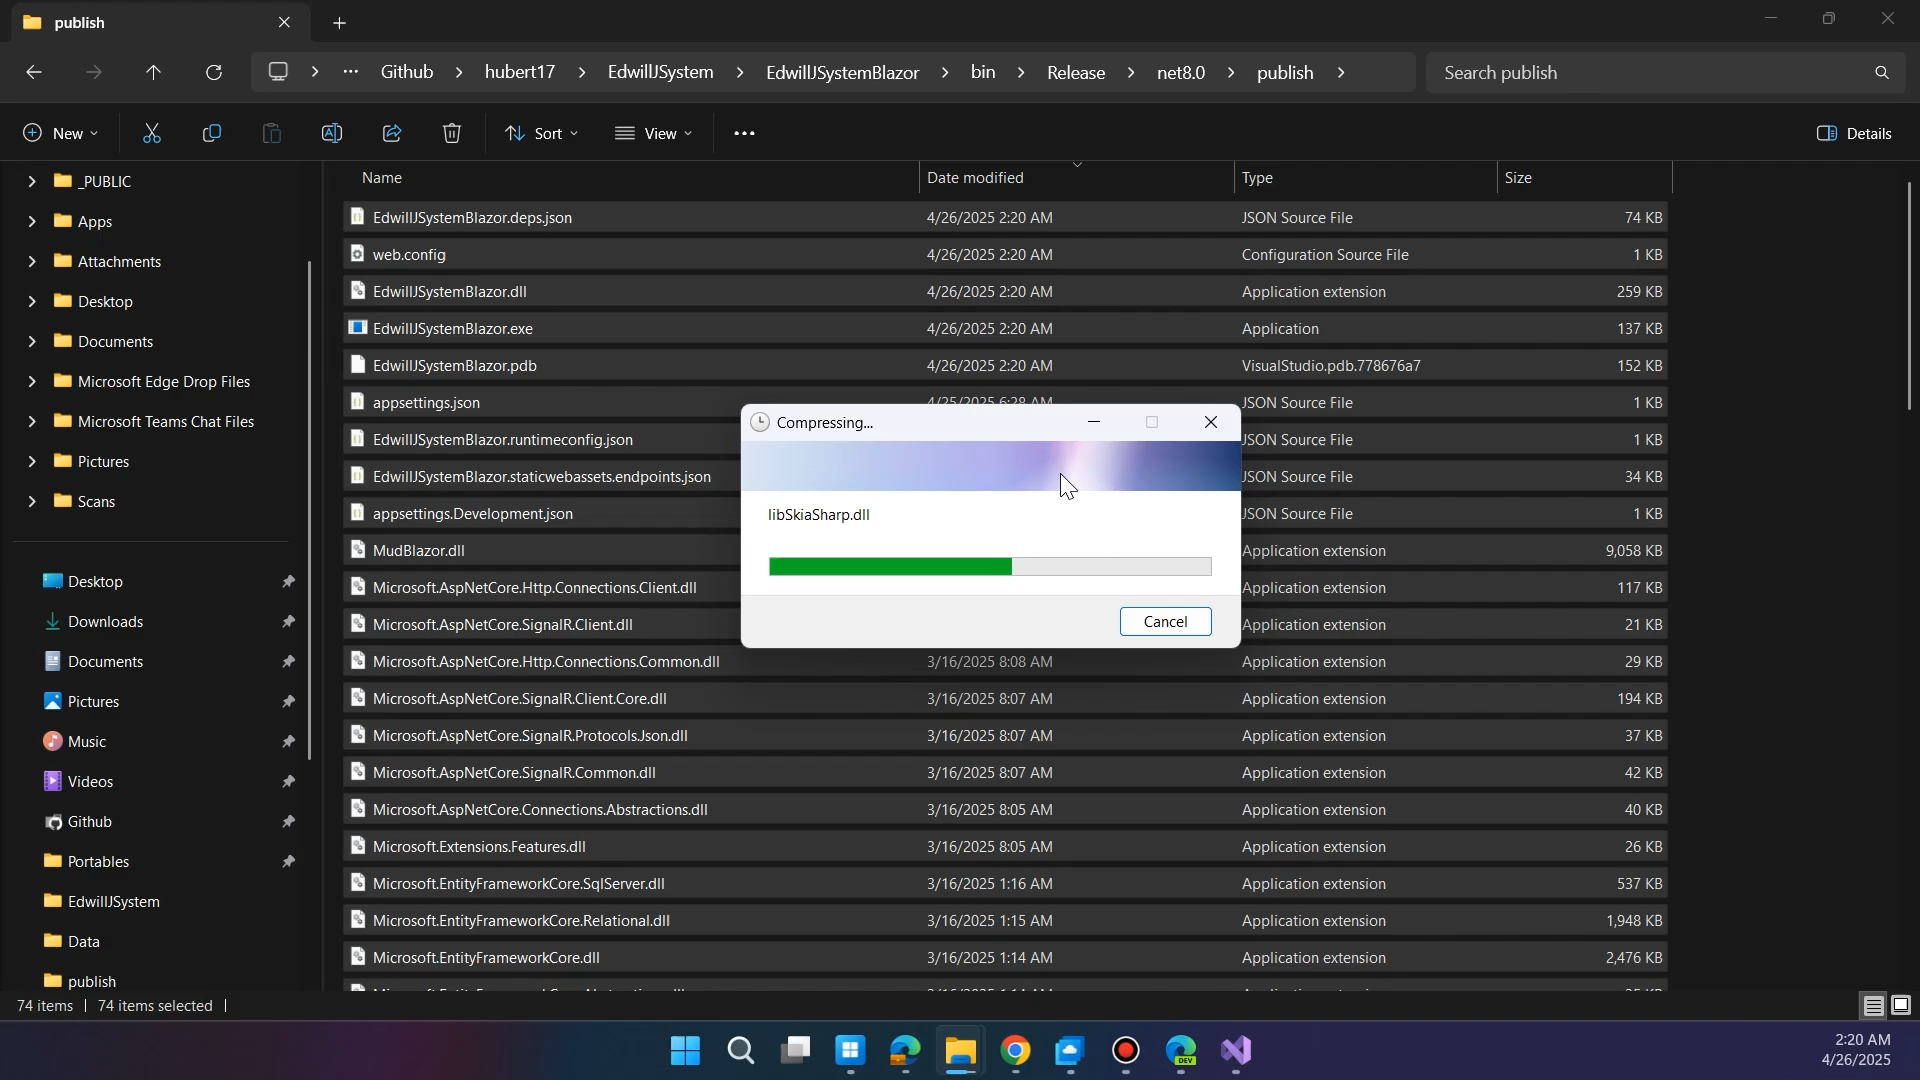 publish
Github
hubert17
EdwillJSystem
EdwillJSystemBlazor
bin
Release
net8.0
publish
Search publish
New
Sort
View
Details
Name
Date modified
Type
Size
_PUBLIC
Apps
Attachments
Desktop
Documents
Microsoft Edge Drop Files
Microsoft Teams Chat Files
Pictures
Scans
Desktop
Downloads
Documents
Pictures
Music
Videos
Github
Portables
EdwillJSystem
Data
publish
EdwillJSystemBlazor.deps.json 4/26/2025 2:20 AM JSON Source File 74 KB
web.config 4/26/2025 2:20 AM Configuration Source File 1 KB
EdwillJSystemBlazor.dll 4/26/2025 2:20 AM Application extension 259 KB
EdwillJSystemBlazor.exe 4/26/2025 2:20 AM Application 137 KB
EdwillJSystemBlazor.pdb 4/26/2025 2:20 AM VisualStudio.pdb.778676a7 152 KB
appsettings.json 4/25/2025 6:28 AM JSON Source File 1 KB
EdwillJSystemBlazor.runtimeconfig.json JSON Source File 1 KB
EdwillJSystemBlazor.staticwebassets.endpoints.json JSON Source File 34 KB
appsettings.Development.json JSON Source File 1 KB
MudBlazor.dll Application extension 9,058 KB
Microsoft.AspNetCore.Http.Connections.Client.dll Application extension 117 KB
Microsoft.AspNetCore.SignalR.Client.dll Application extension 21 KB
Microsoft.AspNetCore.Http.Connections.Common.dll 3/16/2025 8:08 AM Application extension 29 KB
Microsoft.AspNetCore.SignalR.Client.Core.dll 3/16/2025 8:07 AM Application extension 194 KB
Microsoft.AspNetCore.SignalR.Protocols.Json.dll 3/16/2025 8:07 AM Application extension 37 KB
Microsoft.AspNetCore.SignalR.Common.dll 3/16/2025 8:07 AM Application extension 42 KB
Microsoft.AspNetCore.Connections.Abstractions.dll 3/16/2025 8:05 AM Application extension 40 KB
Microsoft.Extensions.Features.dll 3/16/2025 8:05 AM Application extension 26 KB
Microsoft.EntityFrameworkCore.SqlServer.dll 3/16/2025 1:16 AM Application extension 537 KB
Microsoft.EntityFrameworkCore.Relational.dll 3/16/2025 1:15 AM Application extension 1,948 KB
Microsoft.EntityFrameworkCore.dll 3/16/2025 1:14 AM Application extension 2,476 KB
Compressing...
libSkiaSharp.dll
Cancel
74 items
74 items selected
DEV
2:20 AM
4/26/2025